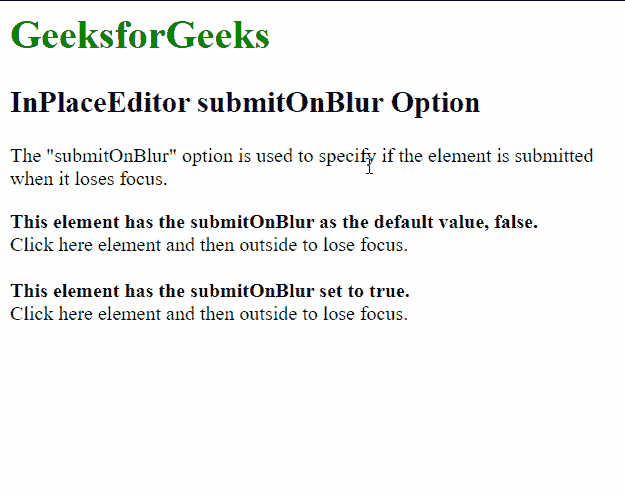 GeeksforGeeks
InPlaceEditor submitOnBlur Option
The "submitOnBlur" option is used to specify if the element is submitted
when it loses focus.
This element has the submitOnBlur as the default value, false.
Click here element and then outside to lose focus.
This element has the submitOnBlur set to true.
Click here element and then outside to lose focus.